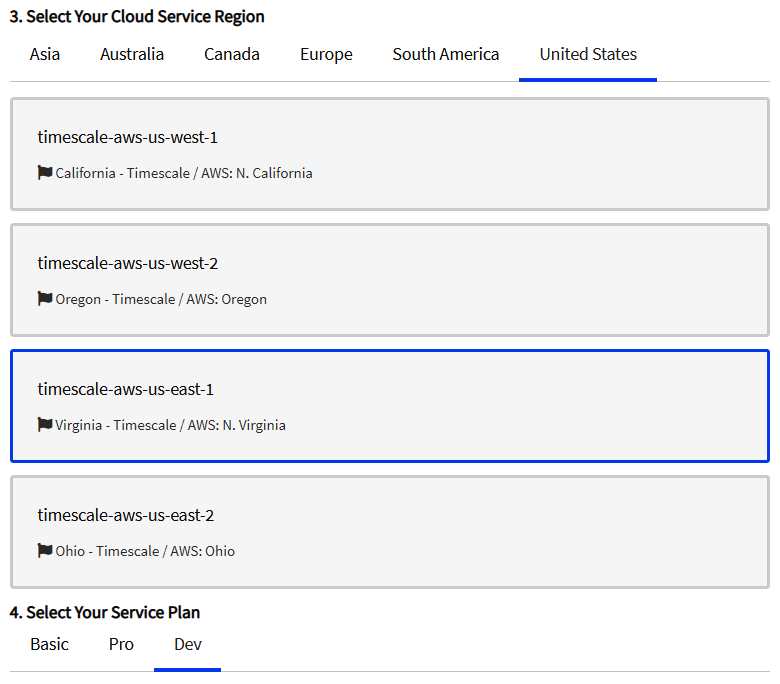 3. Select Your Cloud Service Region
Asia Australia Canada Europe South America United States
timescale-aws-us-west-1
California - Timescale / AWS: N. California
timescale-aws-us-west-2
Oregon - Timescale / AWS: Oregon
timescale-aws-us-east-1
Virginia - Timescale / AWS: N. Virginia
timescale-aws-us-east-2
Ohio - Timescale / AWS: Ohio
4. Select Your Service Plan
Basic Pro Dev